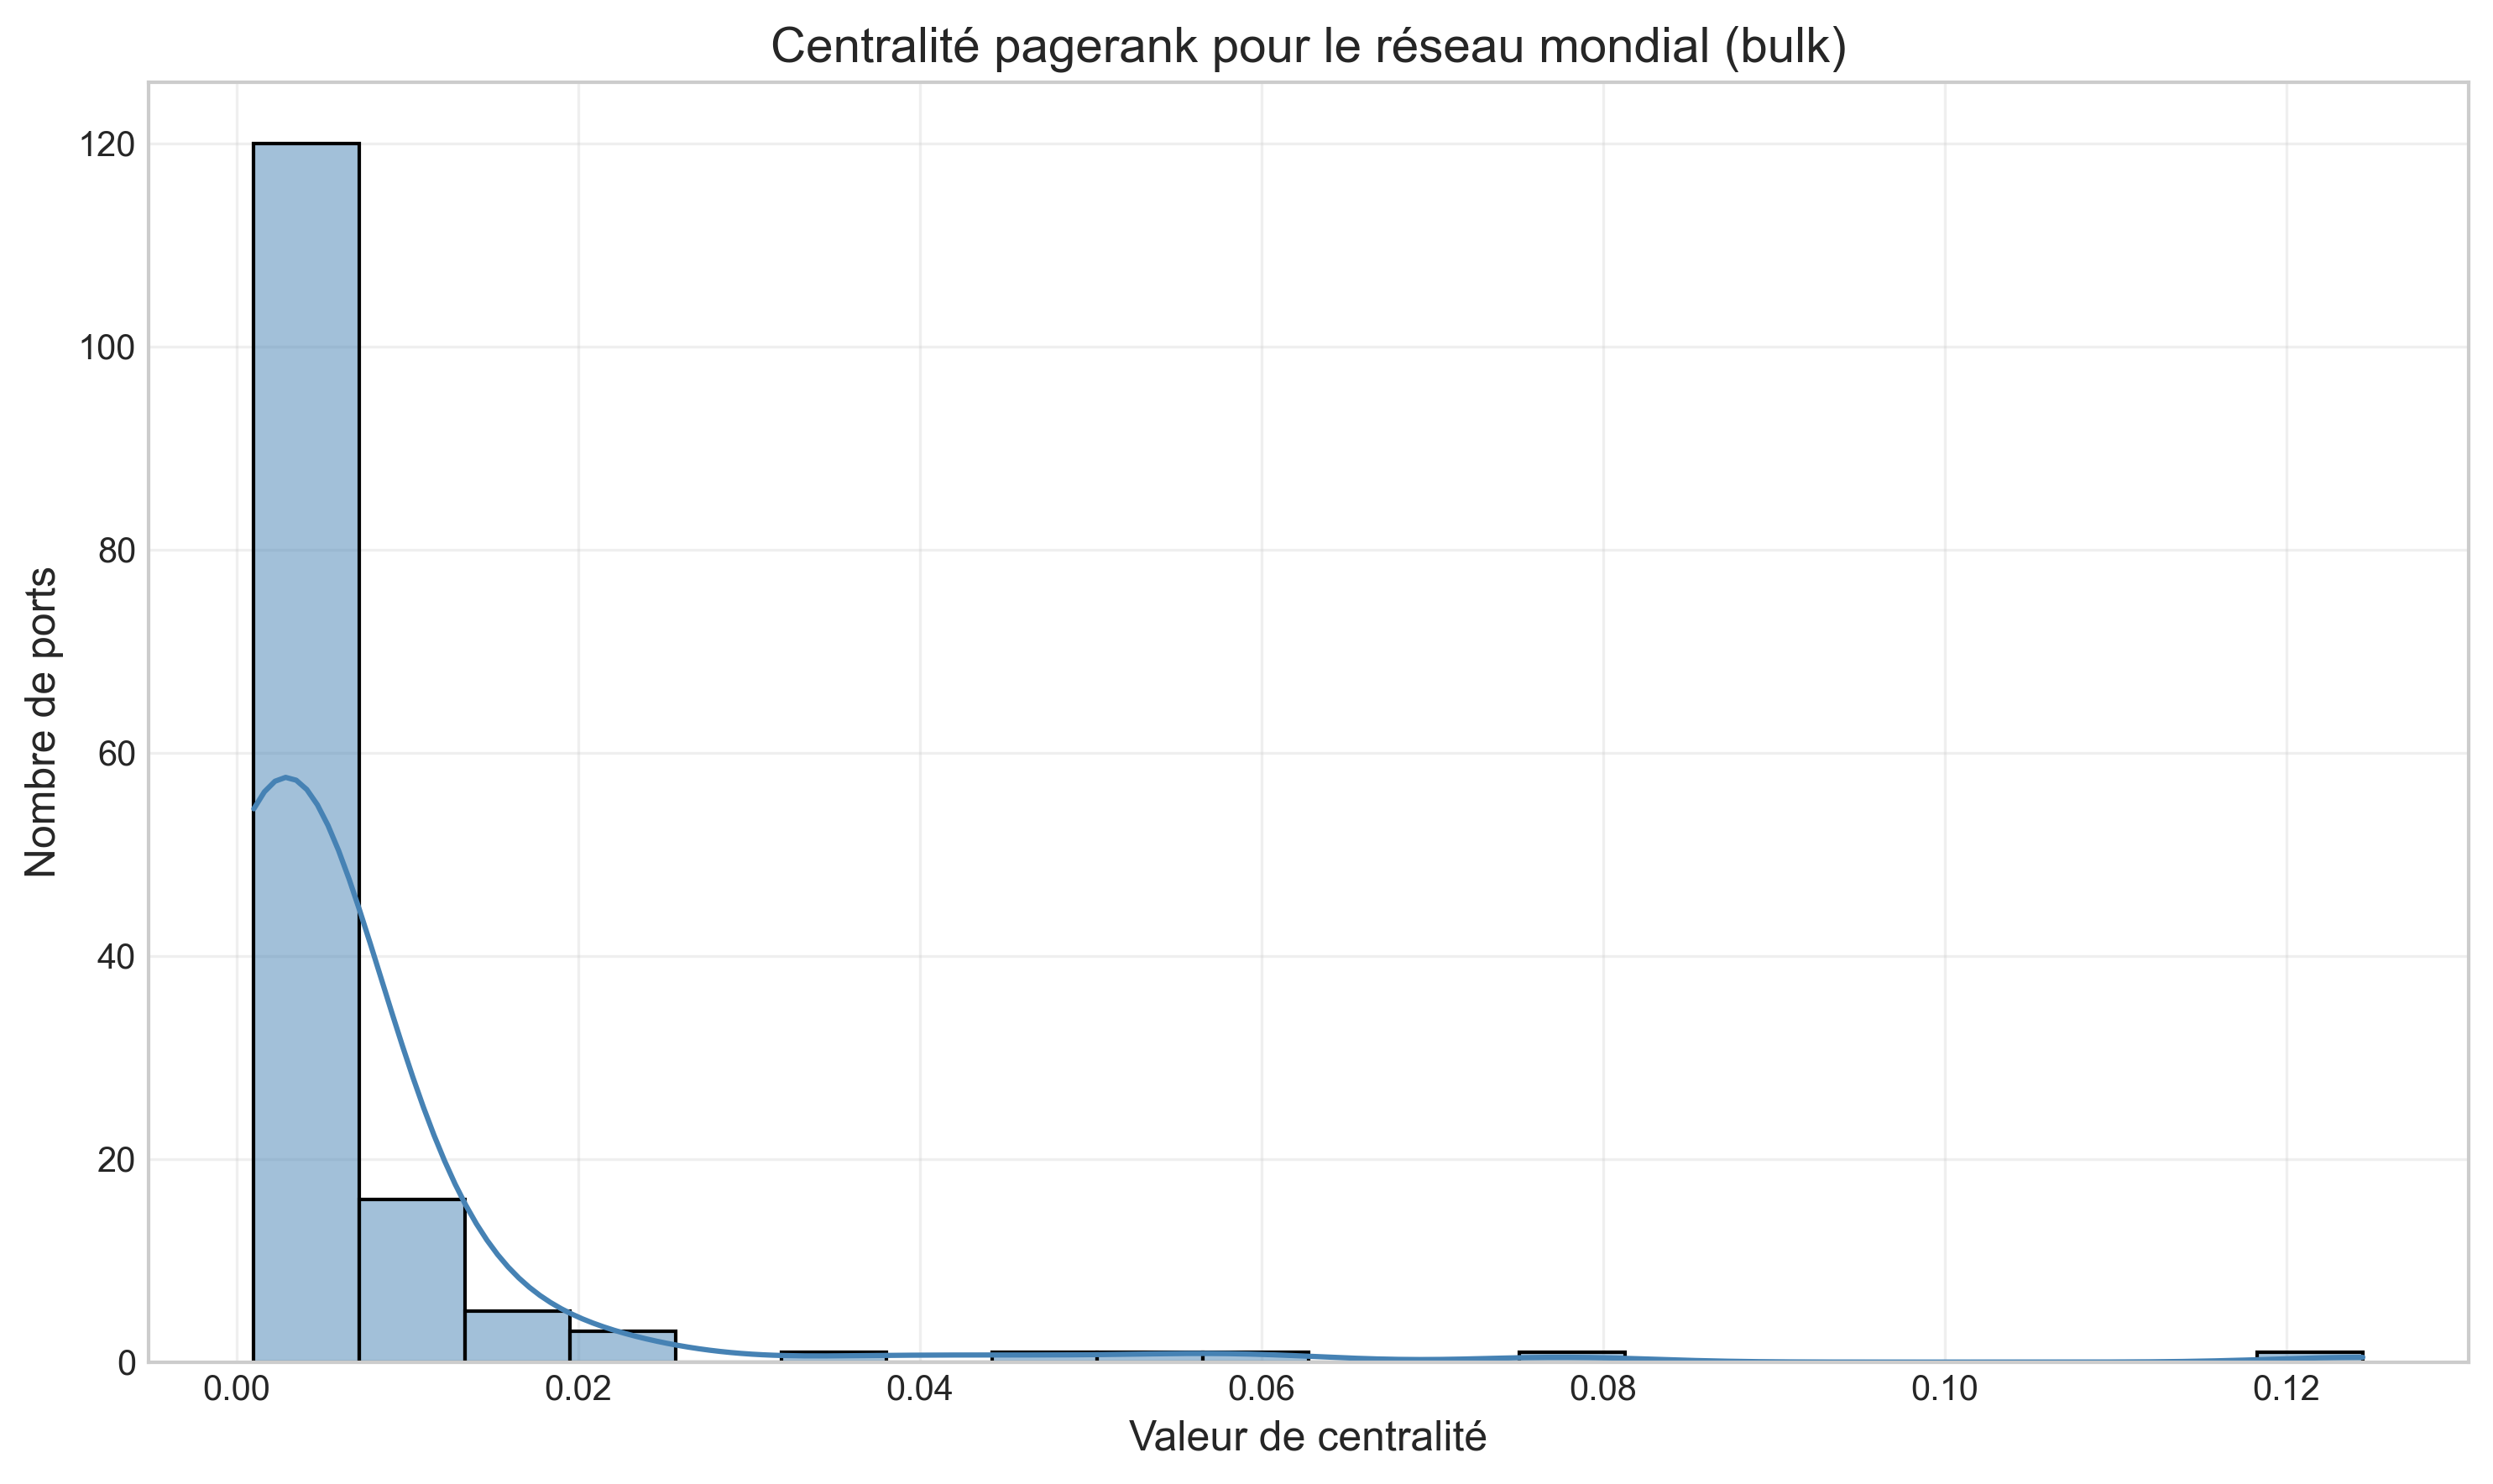 Centralité pagerank pour le réseau mondial (bulk)
120
100
80
60
40
20
0
Nombre de ports
0.00 0.02 0.04 0.06 0.08 0.10 0.12
Valeur de centralité